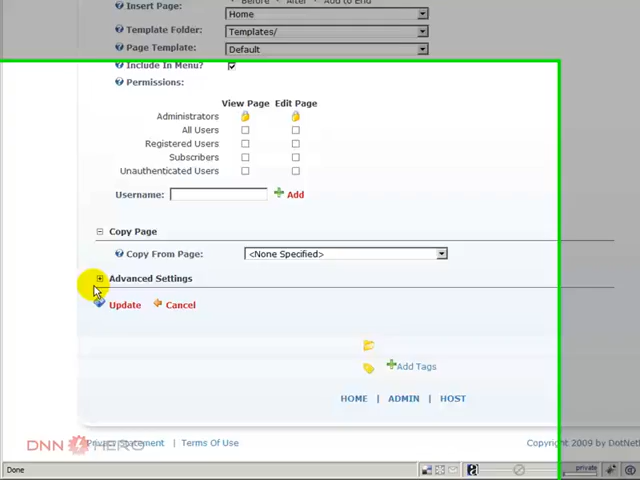 Insert Page:
Before After Add to End
Home
Template Folder: Templates/
Page Template: Default
Include In Menu?
Permissions:
View Page Edit Page
Administrators
All Users
Registered Users
Subscribers
Unauthenticated Users
Username: Add
Copy Page
Copy From Page: <None Specified>
Advanced Settings
Update Cancel
Add Tags
HOME | ADMIN | HOST
DNN HERO
Privacy Statement | Terms Of Use
Copyright 2009 by DotNet
Done
private